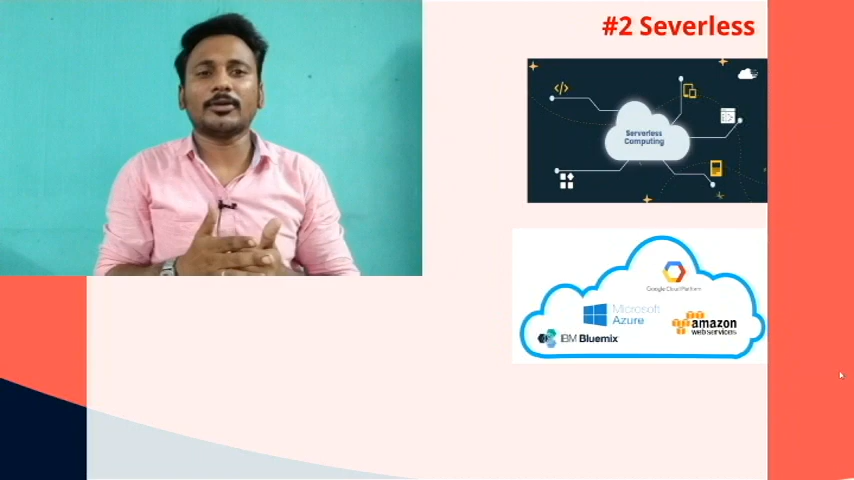 #2 Severless
</>
Serverless
Computing
Google Cloud Platform
Microsoft
Azure
amazon
web services
IBM Bluemix